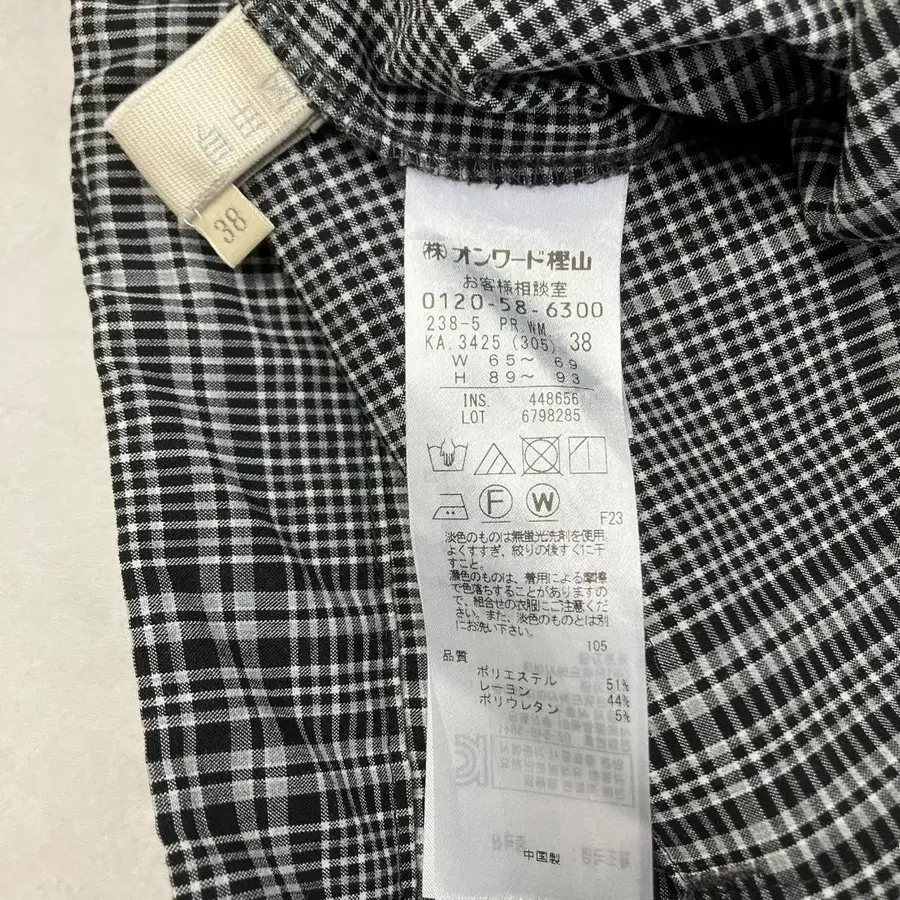 38
㈱オンワード樫山
お客様相談室
0120-58-6300
238-5 PR.WM
KA.3425 (305) 38
W 65～ 69
H 89～ 93
INS 448656
LOT 6798285
F W
F23
淡色のものは無蛍光洗剤を使用
よくすすぎ、絞りの後すぐに干
すこと。
濃色のものは、着用による摩擦
で色落ちすることがありますの
で、組合せの衣服にご注意くだ
さい。また、淡色のものとは別
にお洗い下さい。
105
品質
ポリエステル 51%
レーヨン 44%
ポリウレタン 5%
中国製